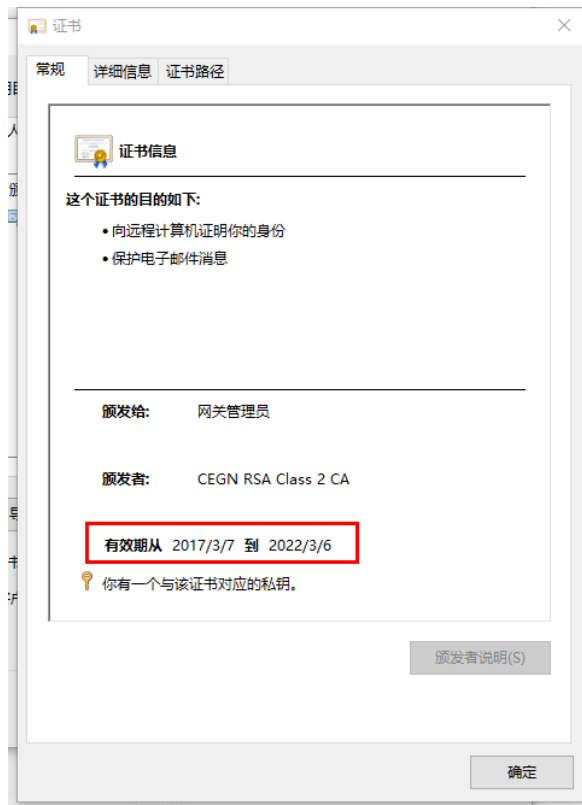 证书
常规 详细信息 证书路径
证书信息
这个证书的目的如下:
• 向远程计算机证明你的身份
• 保护电子邮件消息
颁发给: 网关管理员
颁发者: CEGN RSA Class 2 CA
有效期从 2017/3/7 到 2022/3/6
你有一个与该证书对应的私钥。
颁发者说明(S)
确定